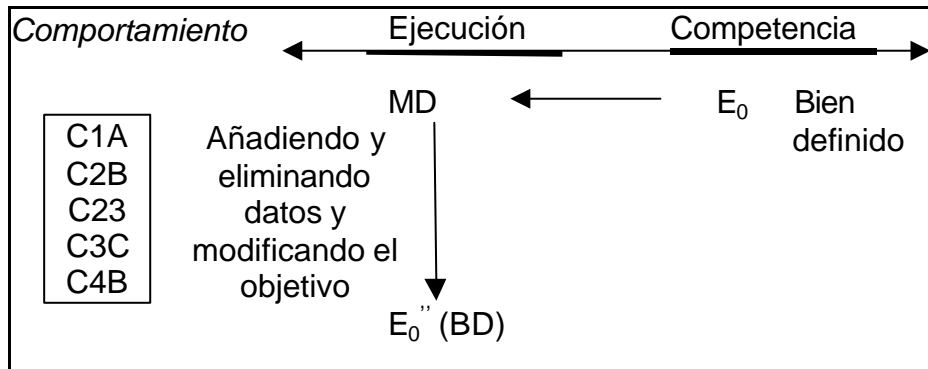 Comportamiento Ejecución Competencia
MD E₀ Bien
definido
C1A
C2B
C23
C3C
C4B
Añadiendo y
eliminando
datos y
modificando el
objetivo
E₀’’ (BD)